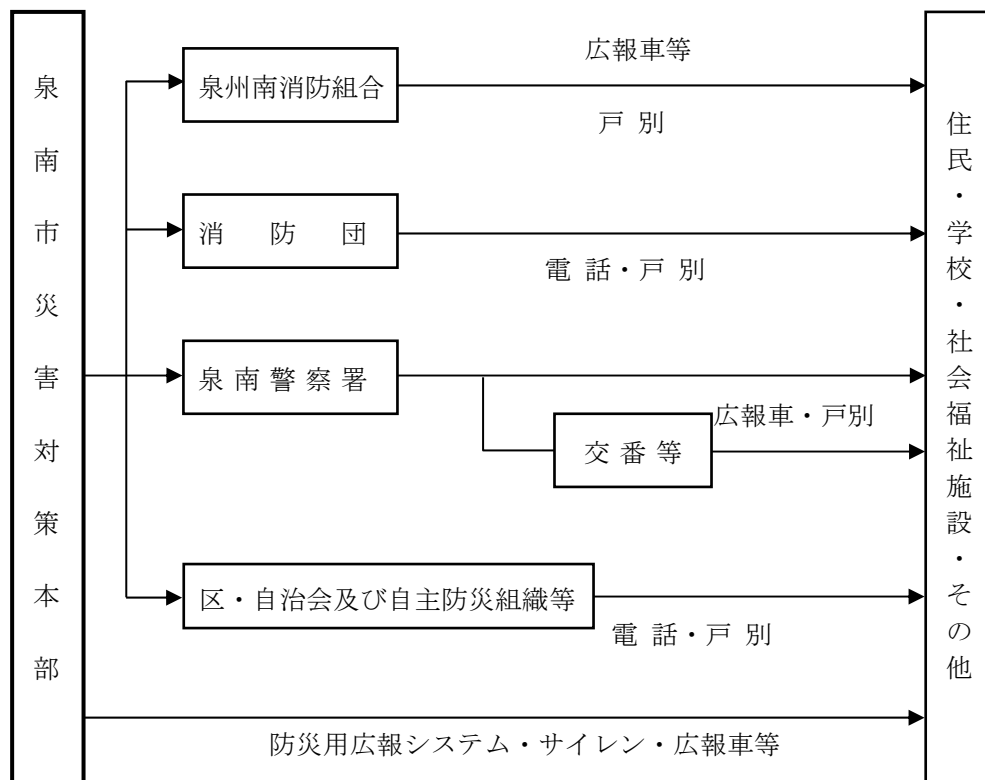 泉南市災害対策本部
広報車等
泉州南消防組合
戸 別
消 防 団
電 話・戸 別
泉 南 警 察 署
広報車・戸別
交 番 等
区・自治会及び自主防災組織等
電 話・戸 別
防災用広報システム・サイレン・広報車等
住民・学校・社会福祉施設・その他